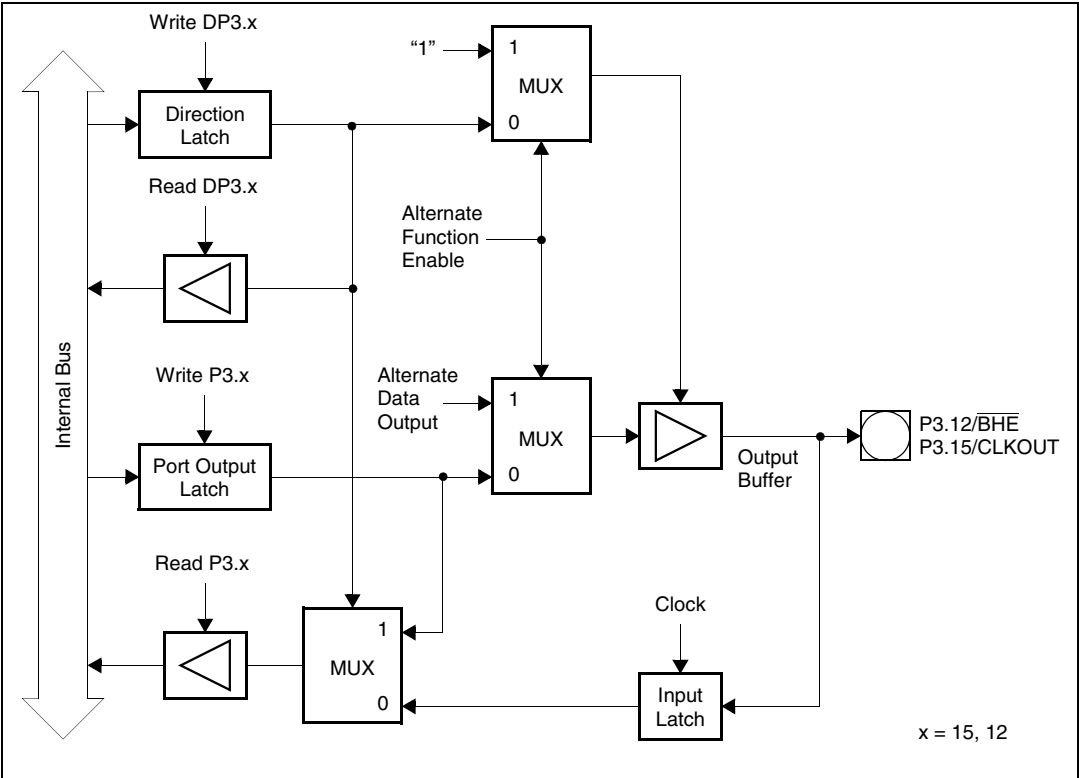 Write DP3.x
“1”
1
MUX
0
Direction
Latch
Read DP3.x
Alternate
Function
Enable
Internal Bus
Write P3.x
Alternate
Data
Output
1
MUX
0
P3.12/BHE
P3.15/CLKOUT
Output
Buffer
Port Output
Latch
Read P3.x
Clock
1
MUX
0
Input
Latch
x = 15, 12